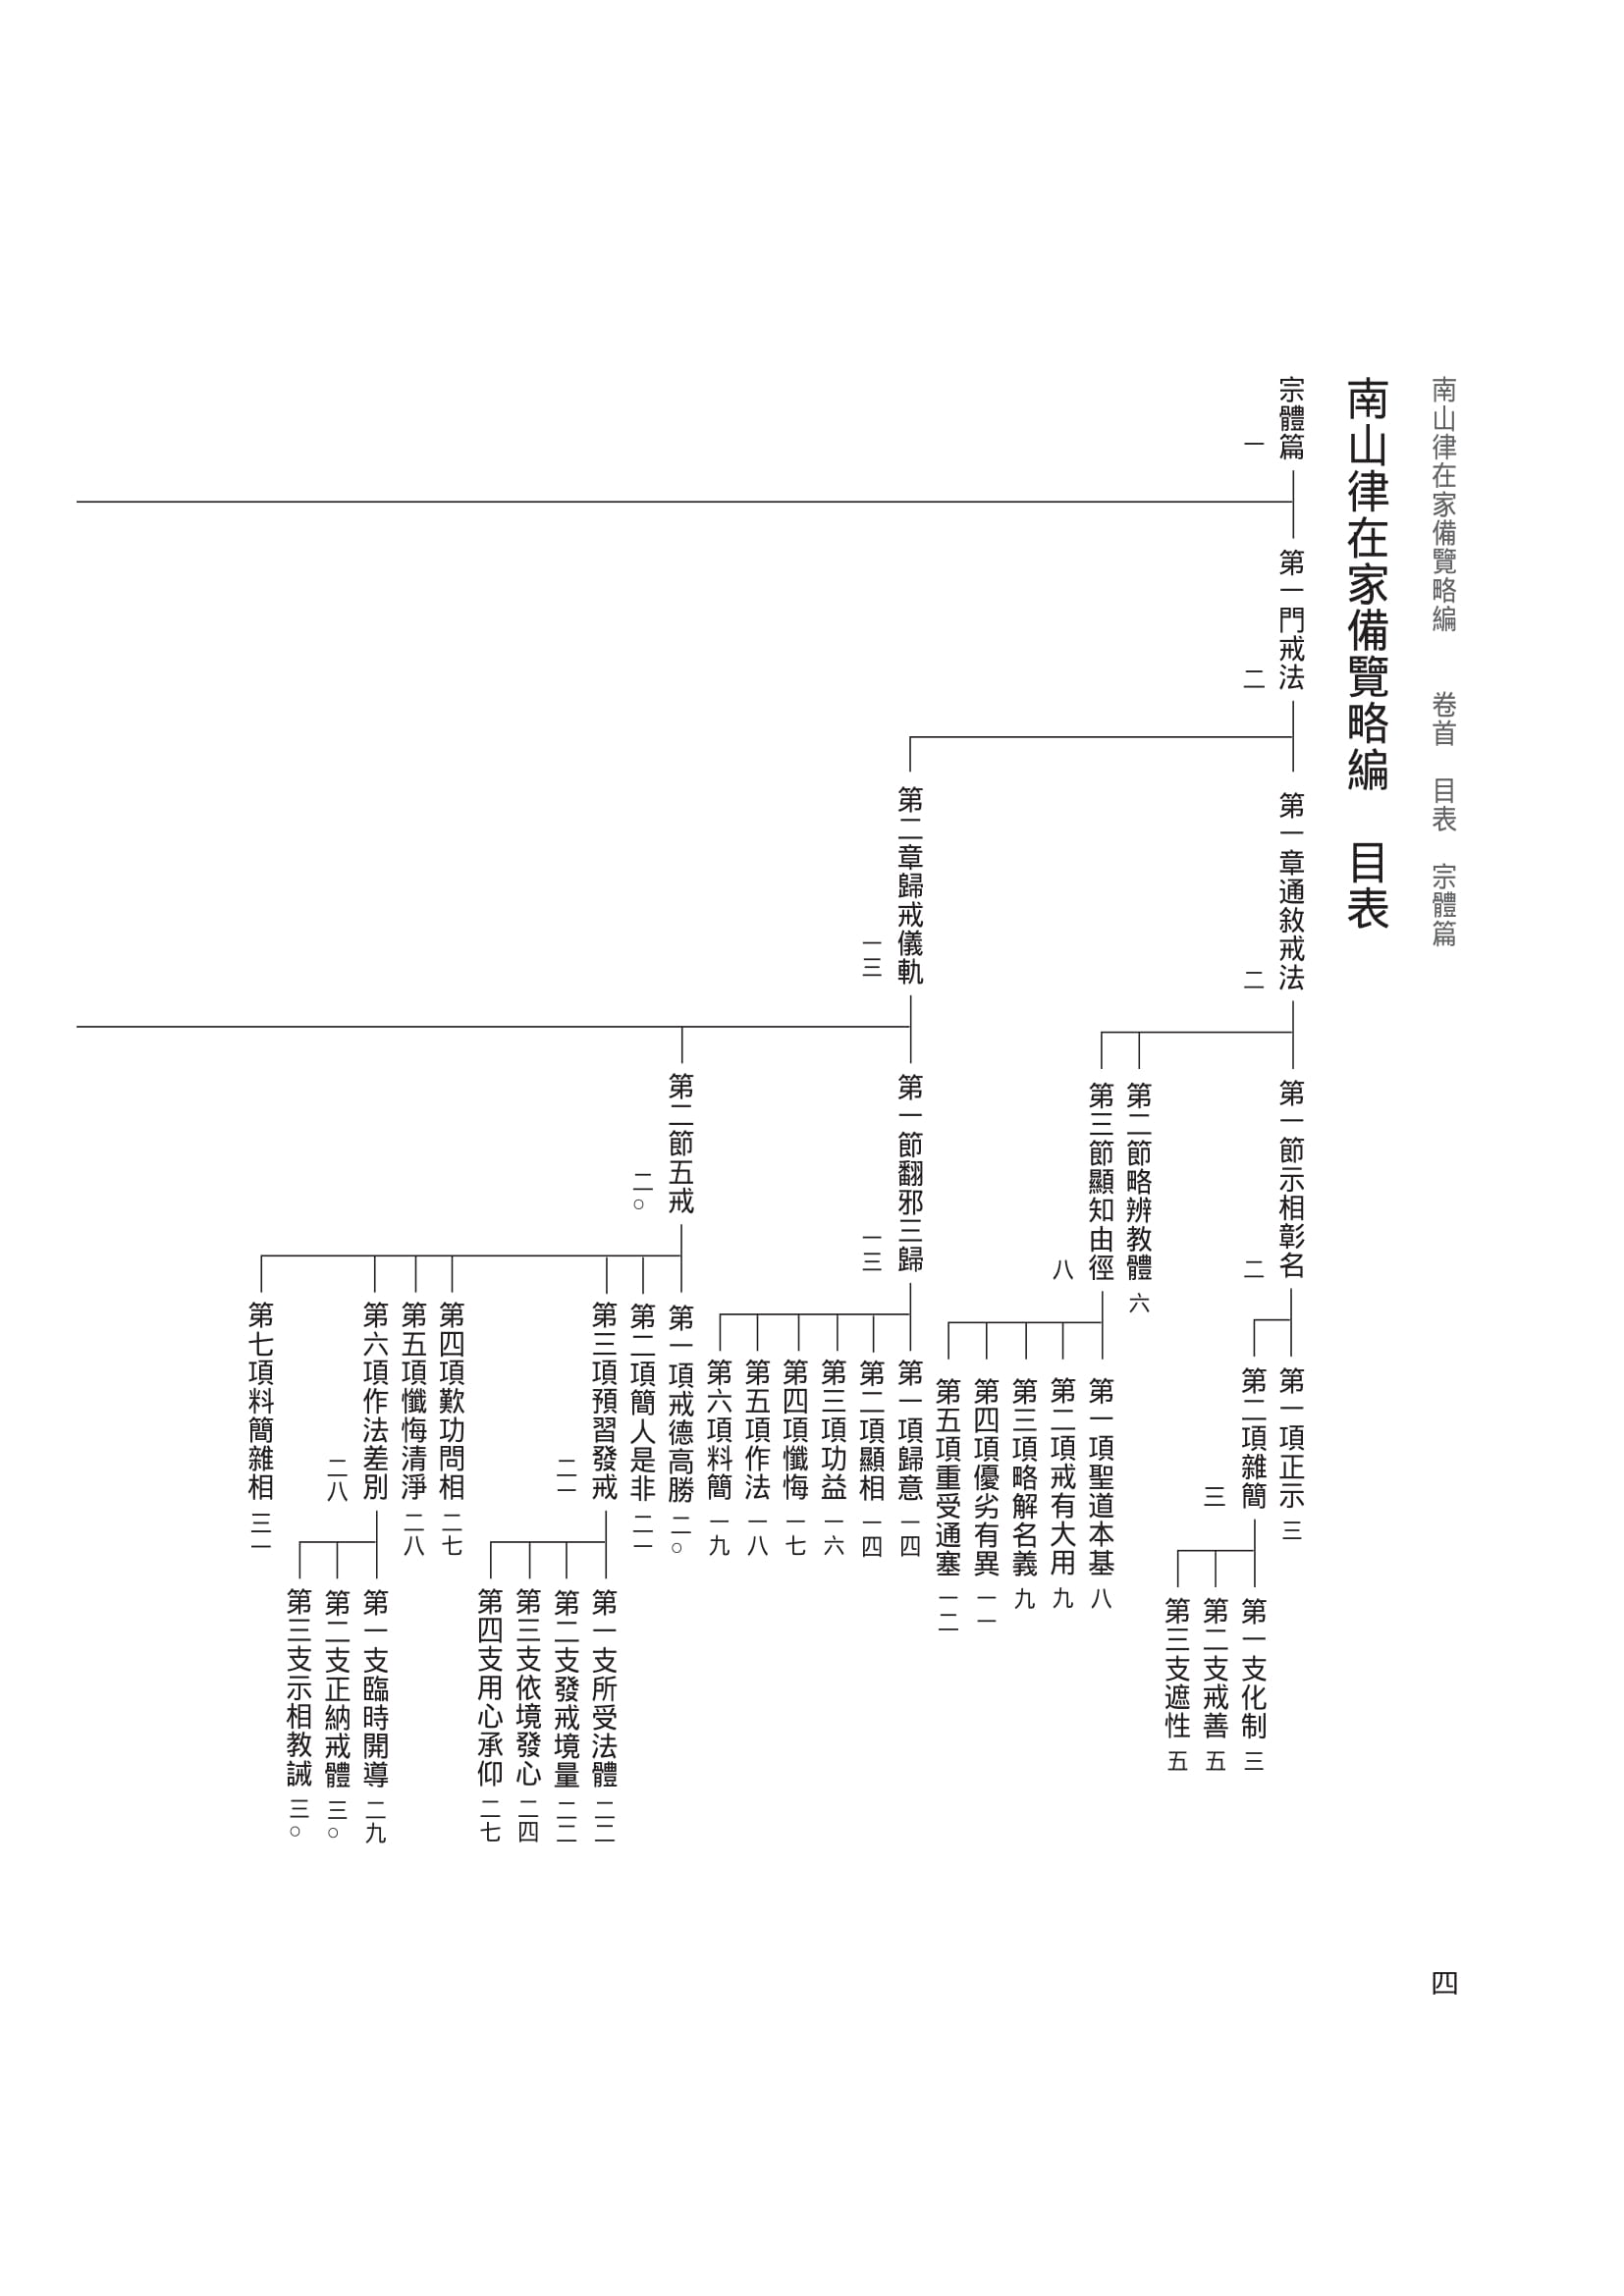 南山律在家備覽略編　卷首　目表　宗體篇
四
南山律在家備覽略編　目表
宗體篇
一
第一門戒法
二
第一章通敘戒法
二
第一節示相彰名
二
第一項正示 三
第二項雜簡
三
第一支化制 三
第二支戒善 五
第三支遮性 五
第二節略辨教體 六
第三節顯知由徑
八
第一項聖道本基 八
第二項戒有大用 九
第三項略解名義 九
第四項優劣有異 一一
第五項重受通塞 一二
第二章歸戒儀軌
一三
第一節翻邪三歸
一三
第一項歸意 一四
第二項顯相 一四
第三項功益 一六
第四項懺悔 一七
第五項作法 一八
第六項料簡 一九
第二節五戒
二○
第一項戒德高勝 二○
第二項簡人是非 二一
第三項預習發戒
二一
第一支所受法體 二二
第二支發戒境量 二二
第三支依境發心 二四
第四支用心承仰 二七
第四項歎功問相 二七
第五項懺悔清淨 二八
第六項作法差別
二八
第一支臨時開導 二九
第二支正納戒體 三○
第三支示相教誡 三○
第七項料簡雜相 三一